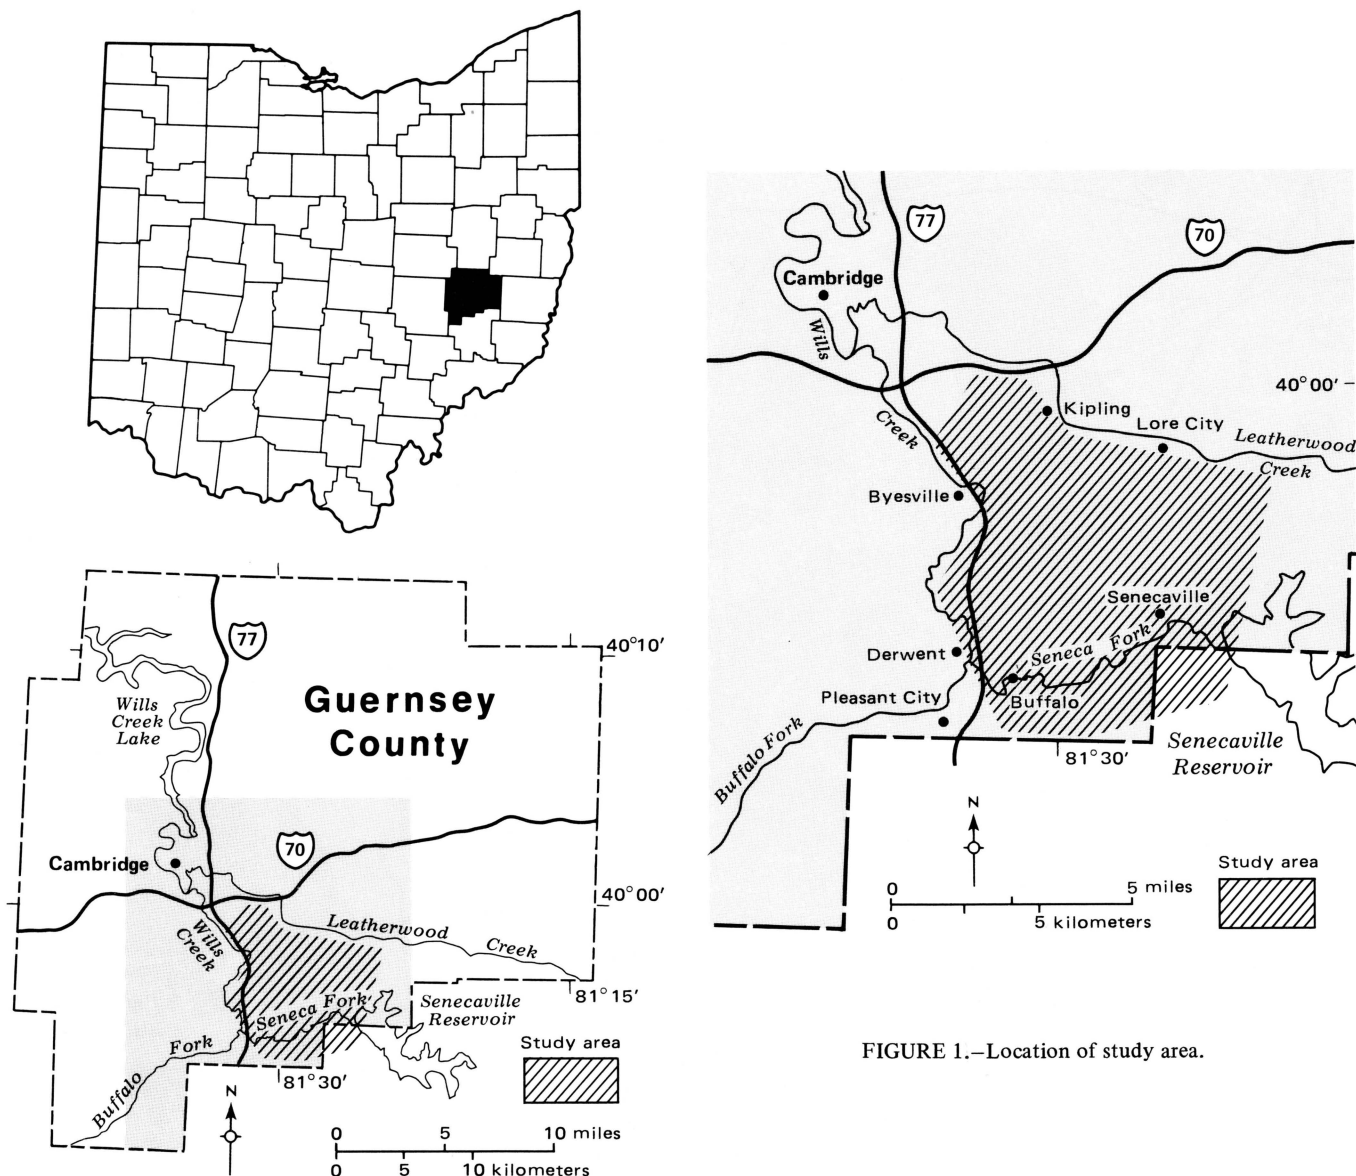 77
70
Cambridge
Wills
Creek
40°00'
Kipling
Lore City
Leatherwood
Creek
Byesville
Senecaville
Seneca Fork
Derwent
Buffalo
Pleasant City
Buffalo Fork
81°30'
Senecaville
Reservoir
N
0 5 miles
0 5 kilometers
Study area
77
40°10'
Guernsey
County
Wills
Creek
Lake
70
Cambridge
40°00'
Leatherwood Creek
Wills
Creek
81°15'
Seneca Fork
Senecaville
Reservoir
Buffalo Fork
81°30'
Study area
N
0 5 10 miles
0 5 10 kilometers
FIGURE 1.—Location of study area.